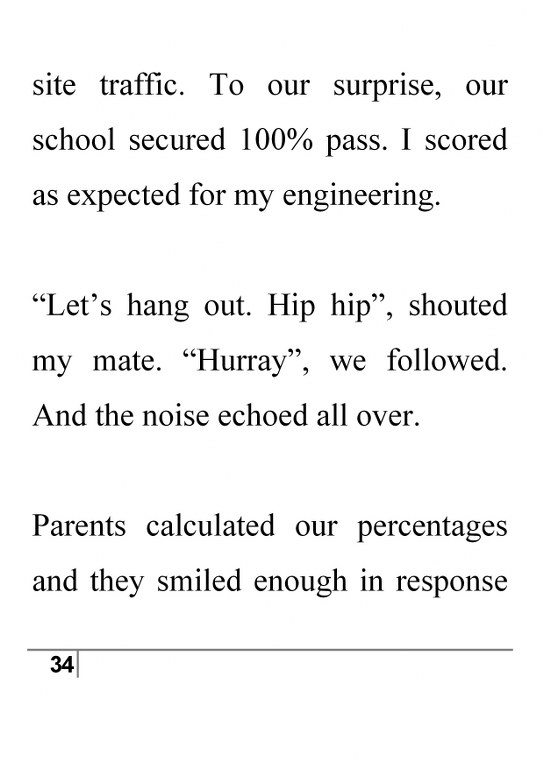 site traffic. To our surprise, our
school secured 100% pass. I scored
as expected for my engineering.
“Let’s hang out. Hip hip”, shouted
my mate. “Hurray”, we followed.
And the noise echoed all over.
Parents calculated our percentages
and they smiled enough in response
34